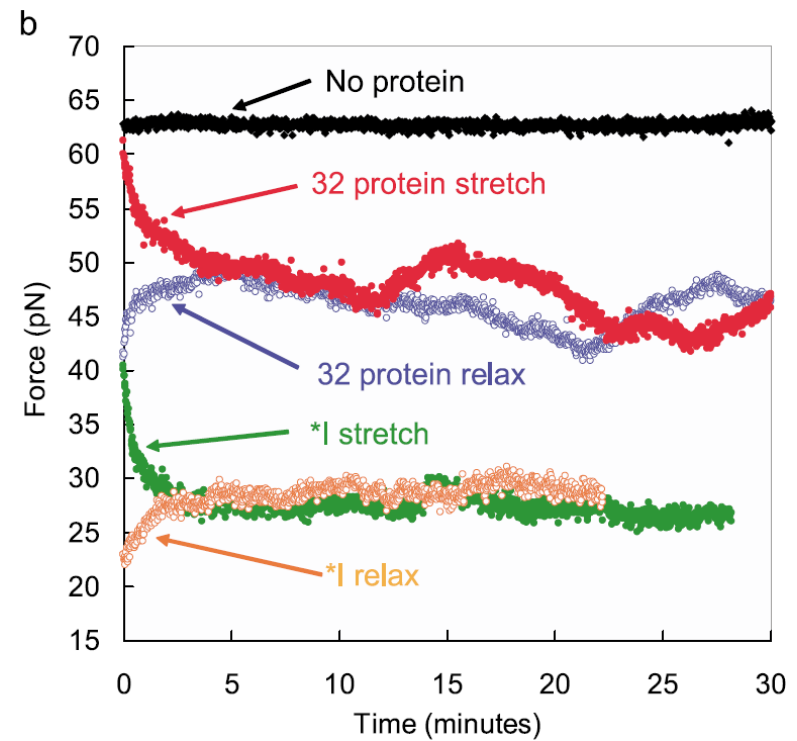 b
70
65
60
55
50
45
40
35
30
25
20
15
Force (pN)
No protein
32 protein stretch
32 protein relax
*I stretch
*I relax
0 5 10 15 20 25 30
Time (minutes)